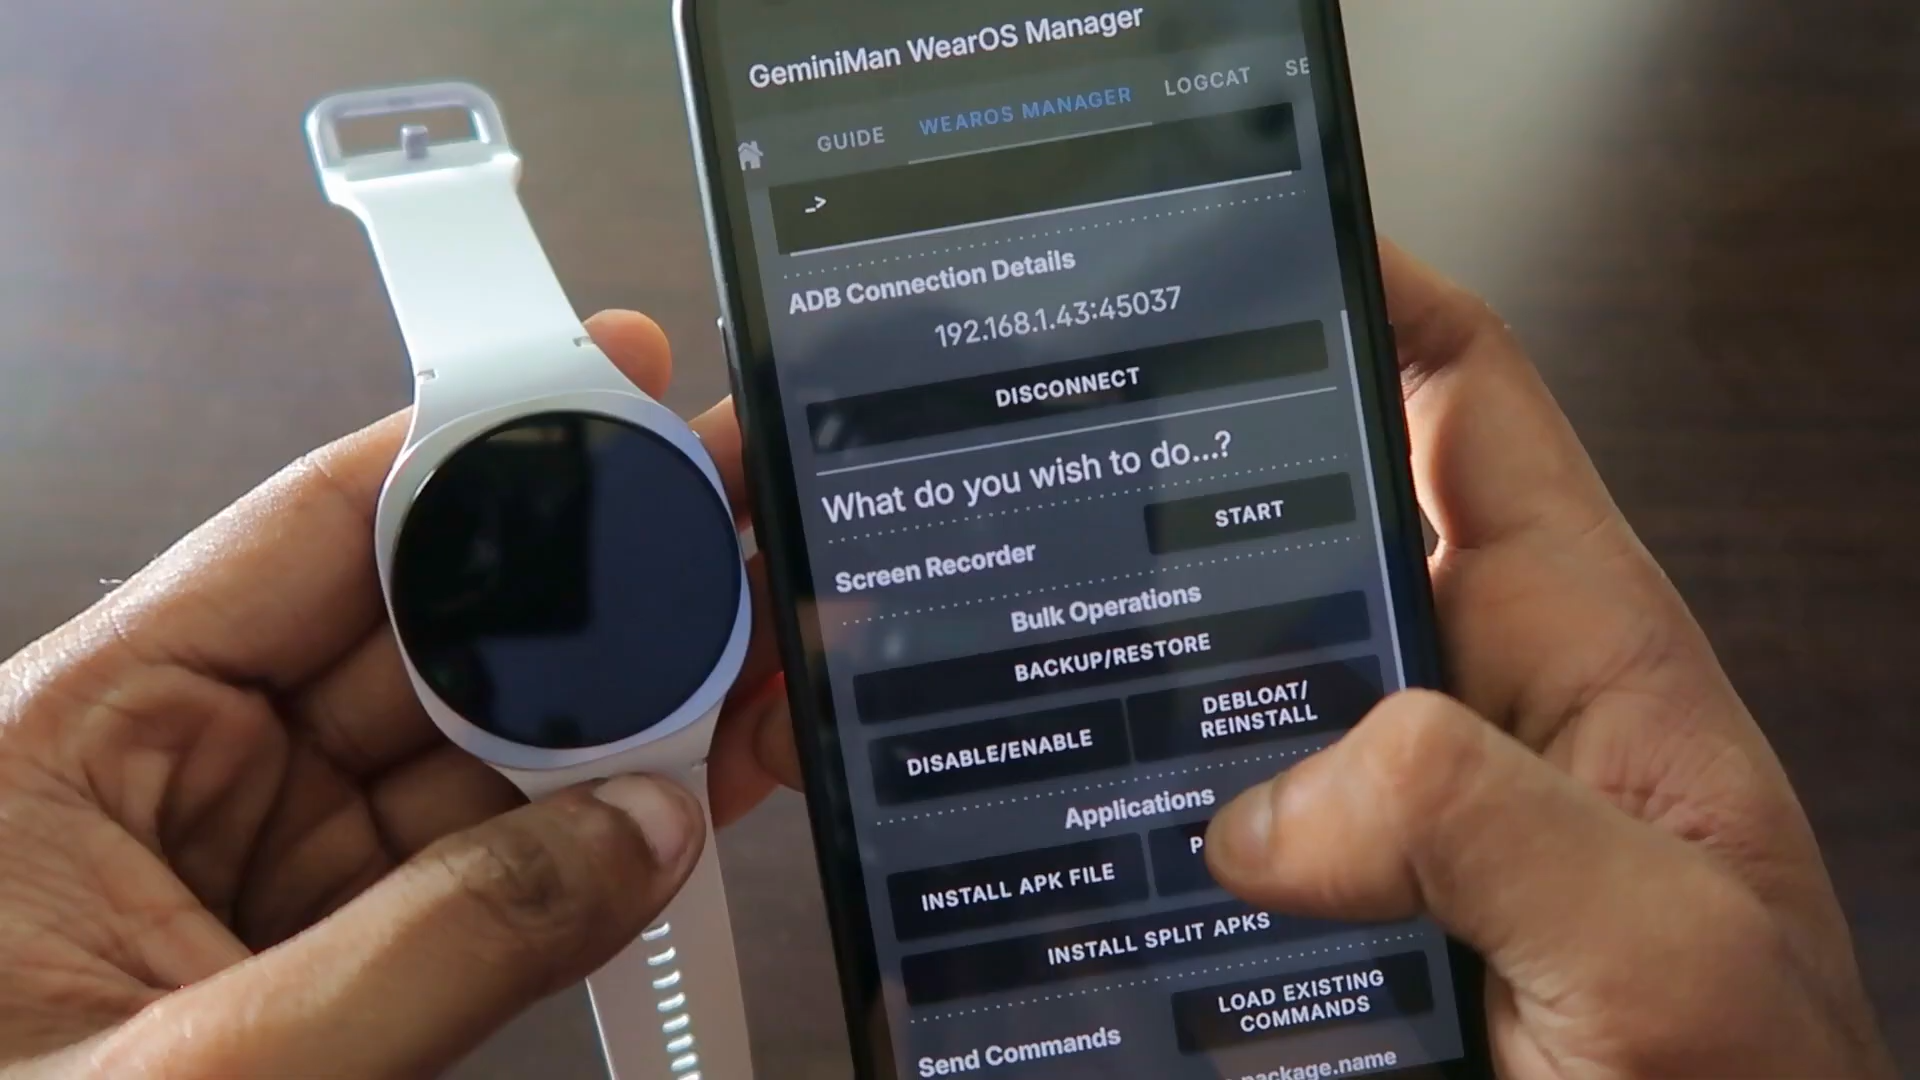 GeminiMan WearOS Manager
GUIDE WEAROS MANAGER LOGCAT SE
_>
ADB Connection Details
192.168.1.43:45037
DISCONNECT
What do you wish to do...?
Screen Recorder START
Bulk Operations
BACKUP/RESTORE
DISABLE/ENABLE
DEBLOAT/
REINSTALL
Applications
INSTALL APK FILE P
INSTALL SPLIT APKS
Send Commands
LOAD EXISTING
COMMANDS
package.name